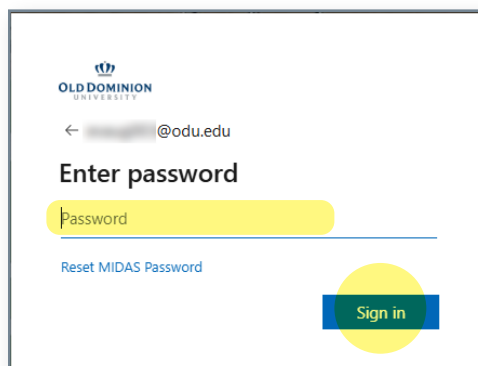 OLD DOMINION
UNIVERSITY
← @odu.edu
Enter password
Password
Reset MIDAS Password
Sign in